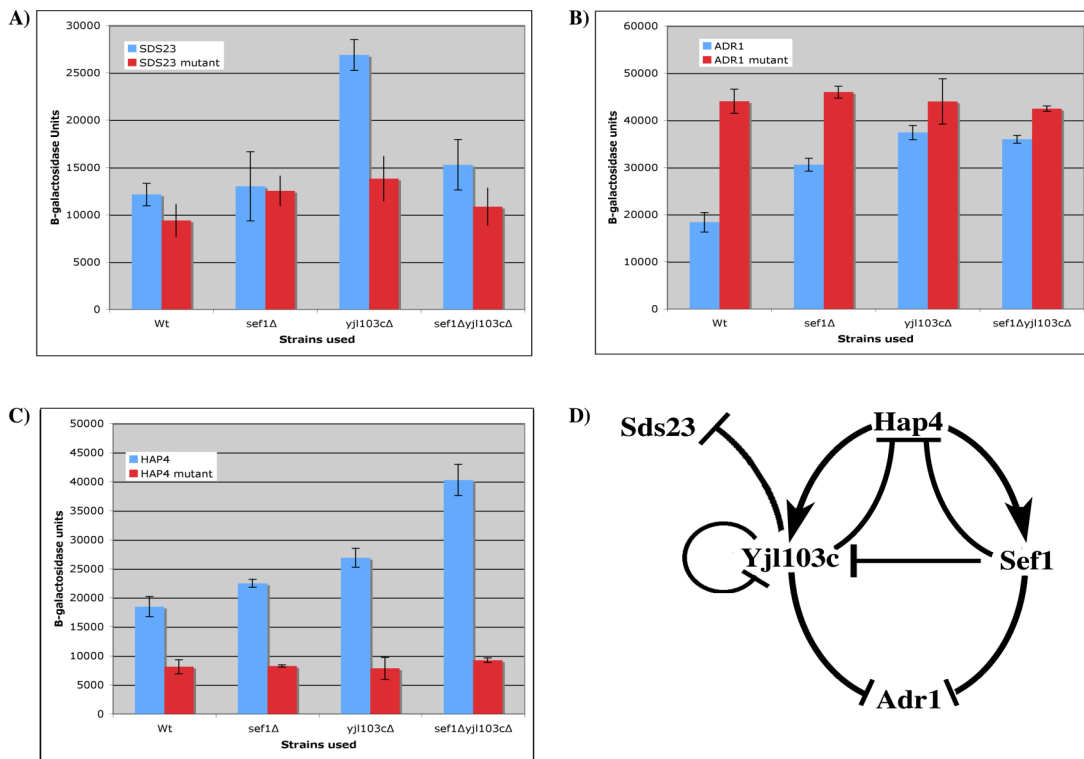 A)
30000
25000
20000
15000
10000
5000
0
B-galactosidase Units
SDS23
SDS23 mutant
Wt
sef1Δ
yjl103cΔ
sef1Δyjl103cΔ
Strains used
B)
60000
50000
40000
30000
20000
10000
0
B-galactosidase Units
ADR1
ADR1 mutant
Wt
sef1Δ
yjl103cΔ
sef1Δyjl103cΔ
Strains used
C)
50000
45000
40000
35000
30000
25000
20000
15000
10000
5000
0
B-galactosidase units
HAP4
HAP4 mutant
Wt
sef1Δ
yjl103cΔ
sef1Δyjl103cΔ
Strains used
D)
Sds23
Hap4
Yjl103c
Sef1
Adr1